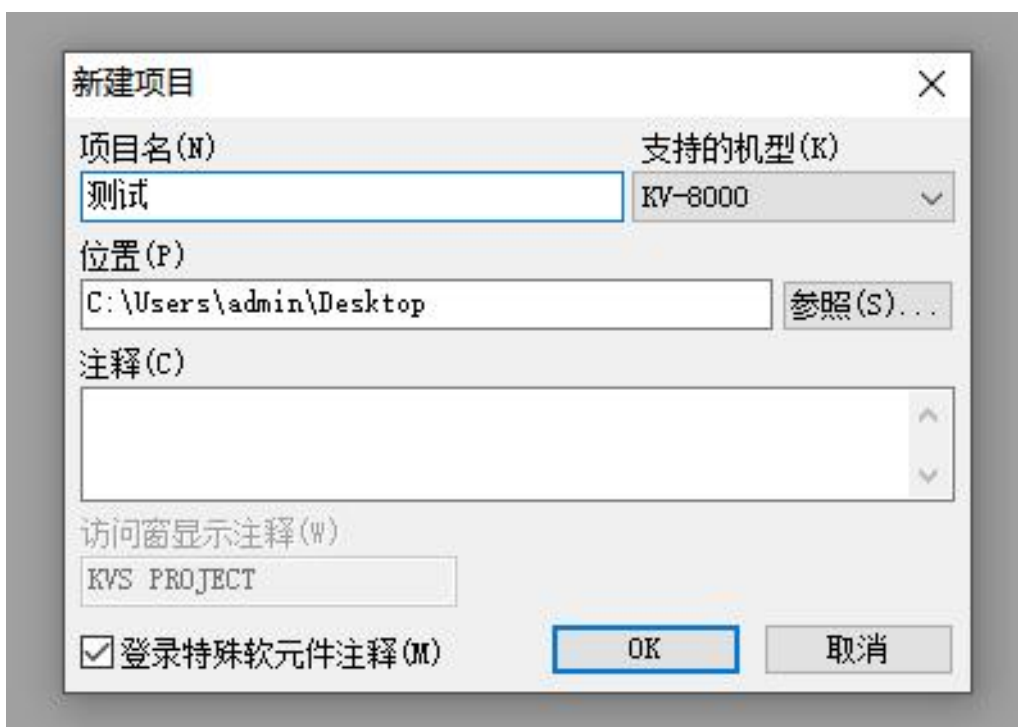 新建项目
项目名(N) 支持的机型(K)
测试 KV-8000
位置(P)
C:\Users\admin\Desktop 参照(S)...
注释(C)
访问窗显示注释(W)
KVS PROJECT
登录特殊软元件注释(M) OK 取消